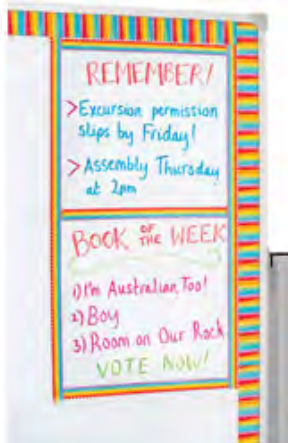 REMEMBER!
>Excursion permisstion
slips by Friday!
>Assembly Thursday
at 2pm
BOOK OF THE WEEK
1) I'm Australian, Too!
2) Boy
3) Room on Our Rock
VOTE NOW!